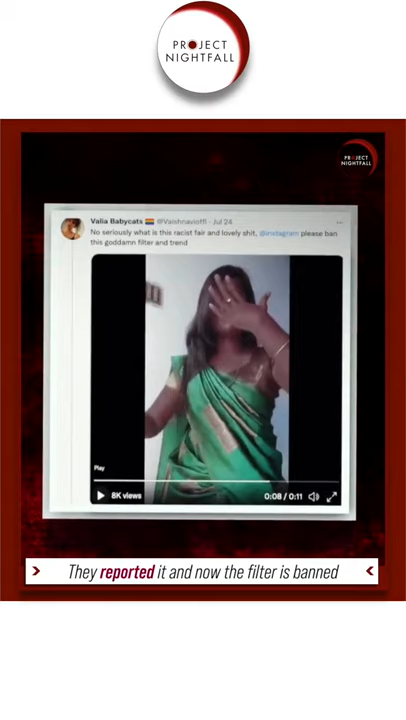 PROJECT
NIGHTFALL
PROJECT
NIGHTFALL
Valia Babycats @Vaishnavioffl · Jul 24
No seriously what is this racist fair and lovely shit, @instagram please ban
this goddamn filter and trend
Play
8K views
0:08 / 0:11
They reported it and now the filter is banned